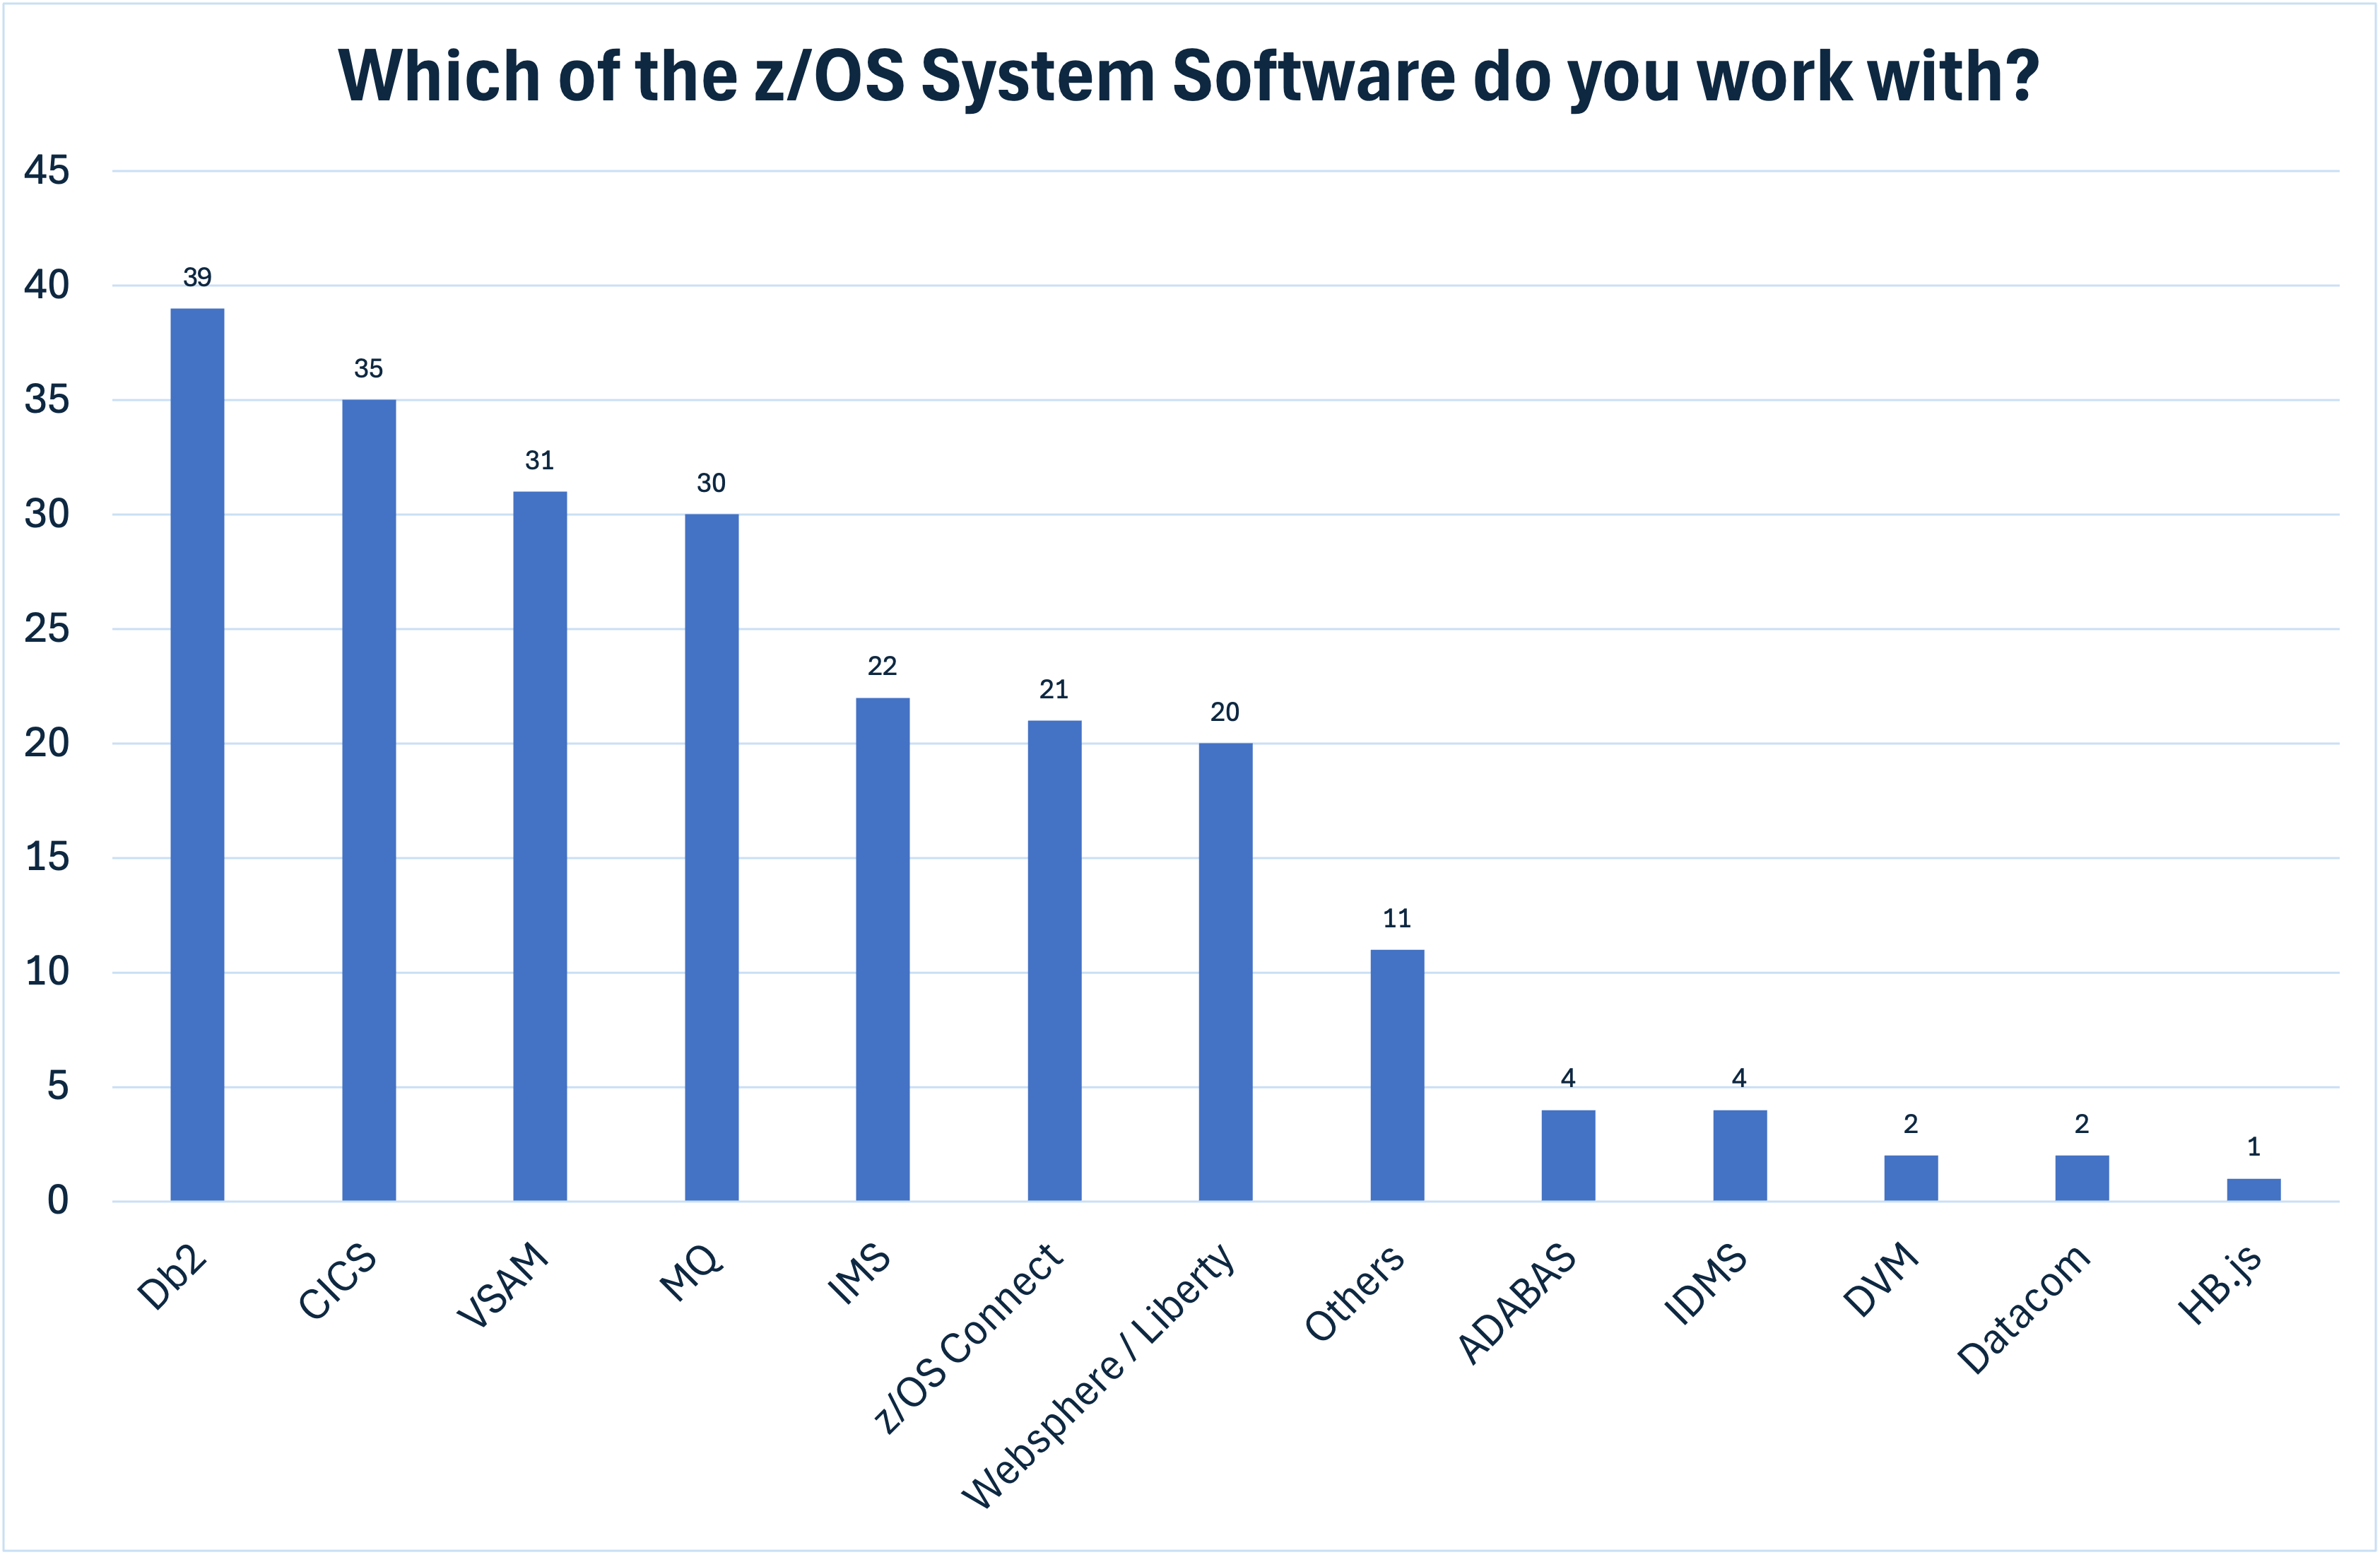 Which of the z/OS System Software do you work with?
45
40
35
30
25
20
15
10
5
0
39
35
31
30
22
21
20
11
4
4
2
2
1
Db2
CICS
VSAM
MQ
IMS
z/OS Connect
Websphere / Liberty
Others
ADABAS
IDMS
DVM
Datacom
HB.js